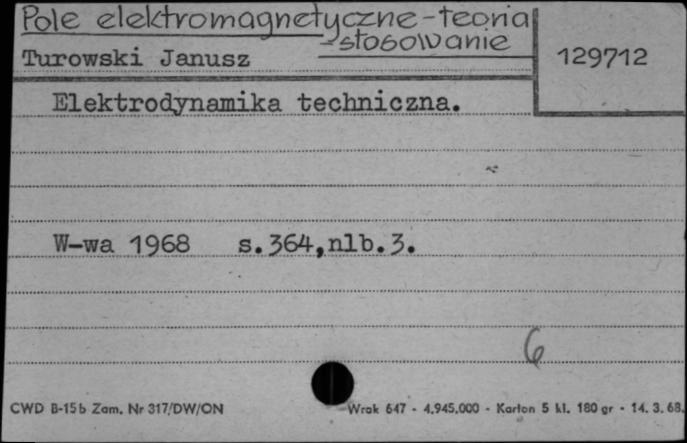 Pole elektromagnetyczne-teoria
-stosowanie
Turowski Janusz
129712
Elektrodynamika techniczna.
W-wa 1968 s.364,nlb.3.
6
CWD B-15b Zam. Nr 317/DW/ON Wrak 647 - 4.945.000 - Karton 5 kl. 180 gr - 14. 3. 68.